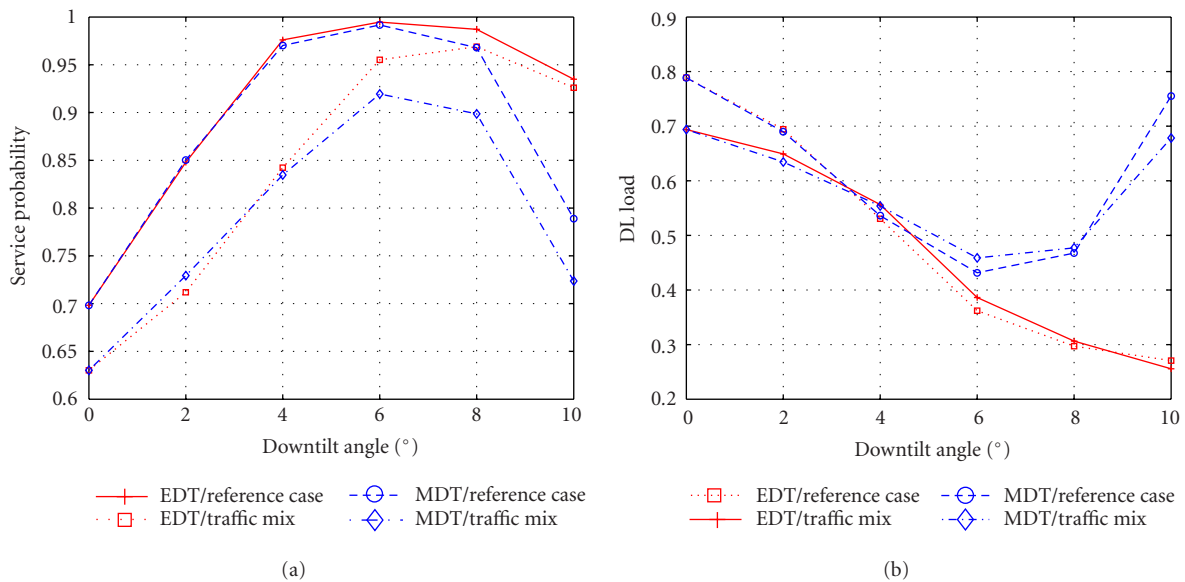 1
0.95
0.9
0.85
0.8
0.75
0.7
0.65
0.6
Service probability
0 2 4 6 8 10
Downtilt angle (°)
EDT/reference case
EDT/traffic mix
MDT/reference case
MDT/traffic mix
(a)
0.9
0.8
0.7
0.6
0.5
0.4
0.3
0.2
DL load
0 2 4 6 8 10
Downtilt angle (°)
EDT/reference case
EDT/traffic mix
MDT/reference case
MDT/traffic mix
(b)